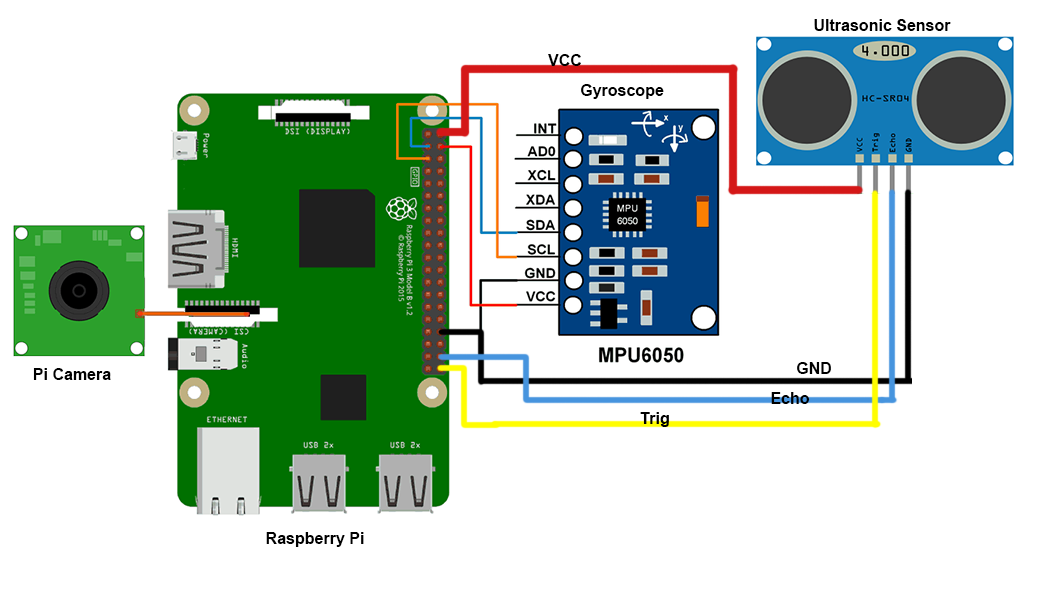 Ultrasonic Sensor
4.000
HC-SR04
VCC
Trig
Echo
GND
VCC
Gyroscope
INT
AD0
XCL
XDA
SDA
SCL
GND
VCC
x
y
MPU
6050
MPU6050
DSI (DISPLAY)
Power
GPIO
HDMI
Raspberry Pi 3 Model B v1.2
© Raspberry Pi 2015
CSI (CAMERA)
Audio
ETHERNET
USB 2x
USB 2x
Pi Camera
GND
Echo
Trig
Raspberry Pi